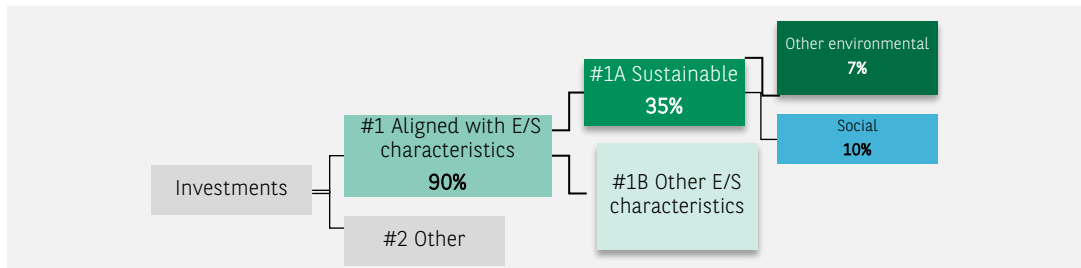 Other environmental
7%
#1A Sustainable
35%
#1 Aligned with E/S
characteristics
90%
Social
10%
Investments
#1B Other E/S
characteristics
#2 Other